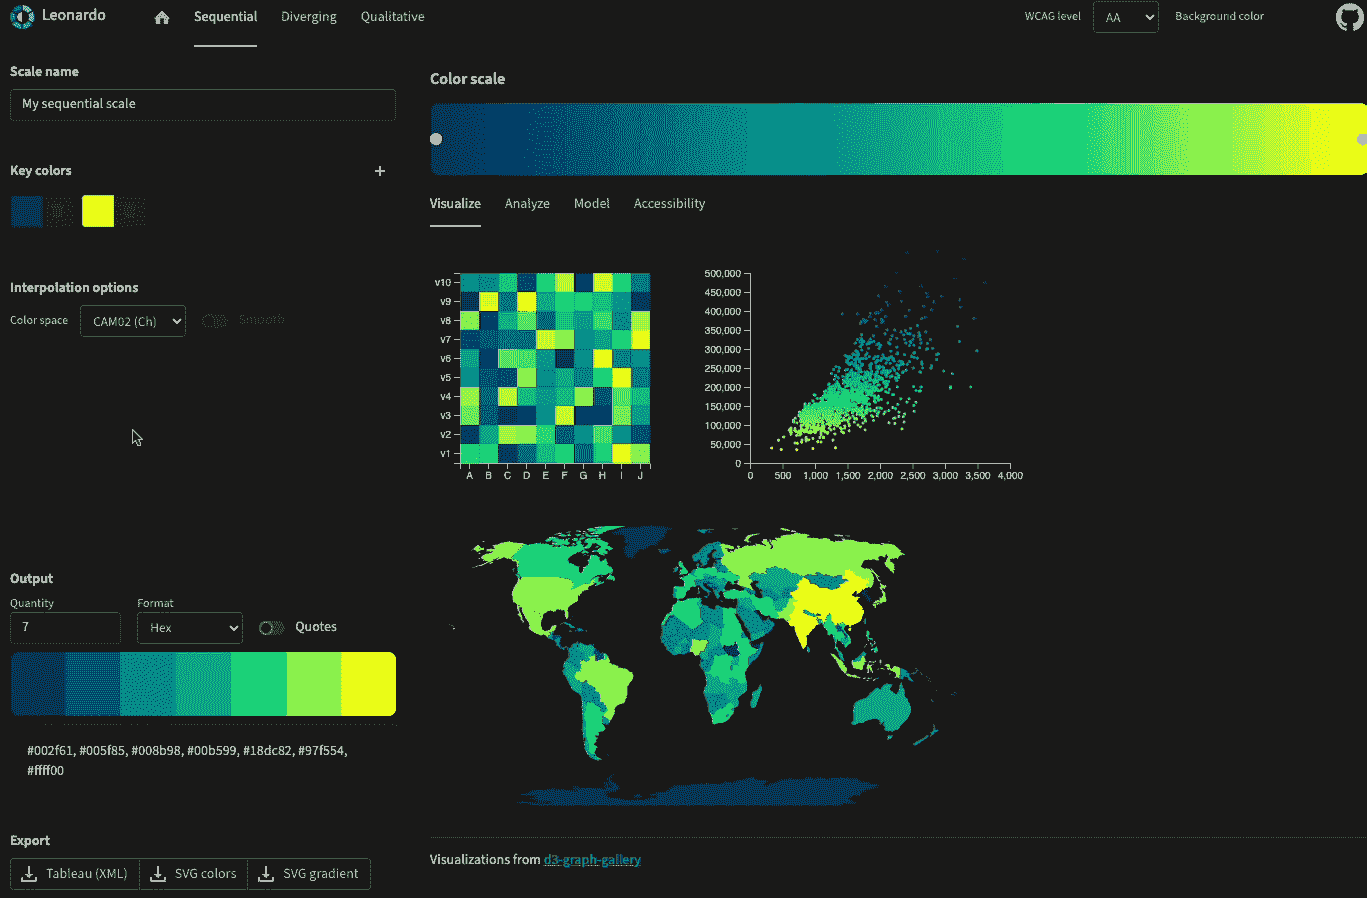 Leonardo
Sequential
Diverging
Qualitative
WCAG level
AA
Background color
Scale name
My sequential scale
Key colors
+
Interpolation options
Color space
CAM02 (Ch)
Smooth
Output
Quantity
7
Format
Hex
Quotes
#002f61, #005f85, #008b98, #00b599, #18dc82, #97f554,
#ffff00
Export
Tableau (XML)
SVG colors
SVG gradient
Color scale
Visualize
Analyze
Model
Accessibility
v10
v9
v8
v7
v6
v5
v4
v3
v2
v1
A B C D E F G H I J
500,000
450,000
400,000
350,000
300,000
250,000
200,000
150,000
100,000
50,000
0
0 500 1,000 1,500 2,000 2,500 3,000 3,500 4,000
Visualizations from d3-graph-gallery